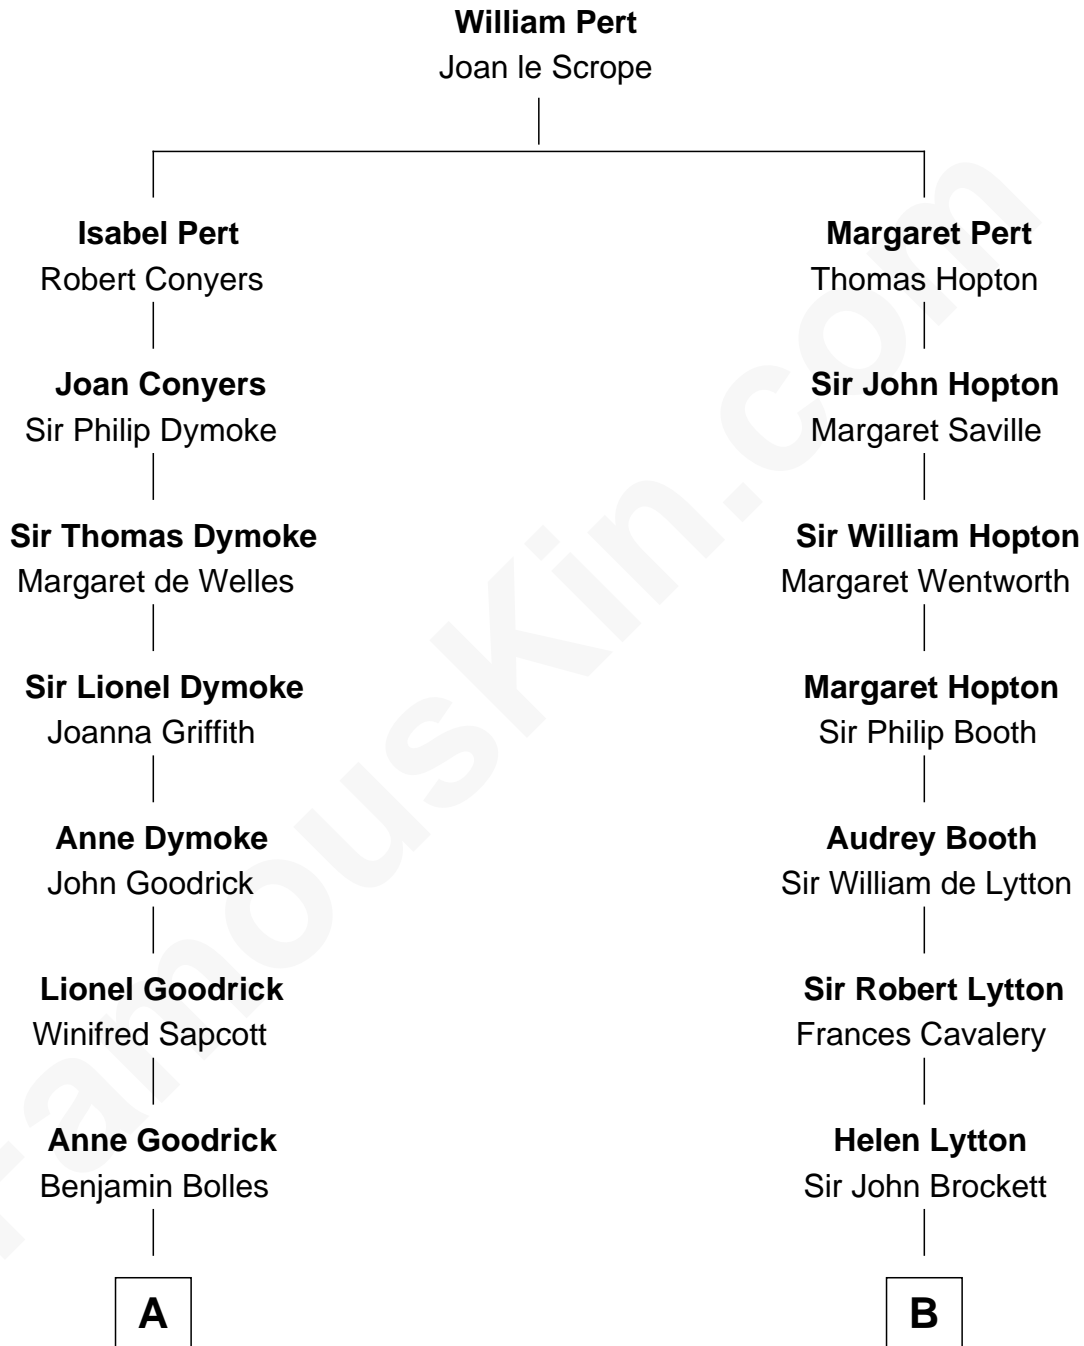 William Pert
Joan le Scrope
Isabel Pert
Robert Conyers
Margaret Pert
Thomas Hopton
Joan Conyers
Sir Philip Dymoke
Sir John Hopton
Margaret Saville
Sir Thomas Dymoke
Margaret de Welles
Sir William Hopton
Margaret Wentworth
Sir Lionel Dymoke
Joanna Griffith
Margaret Hopton
Sir Philip Booth
Anne Dymoke
John Goodrick
Audrey Booth
Sir William de Lytton
Lionel Goodrick
Winifred Sapcott
Sir Robert Lytton
Frances Cavalery
Anne Goodrick
Benjamin Bolles
Helen Lytton
Sir John Brockett
A
B
FamousKin.com